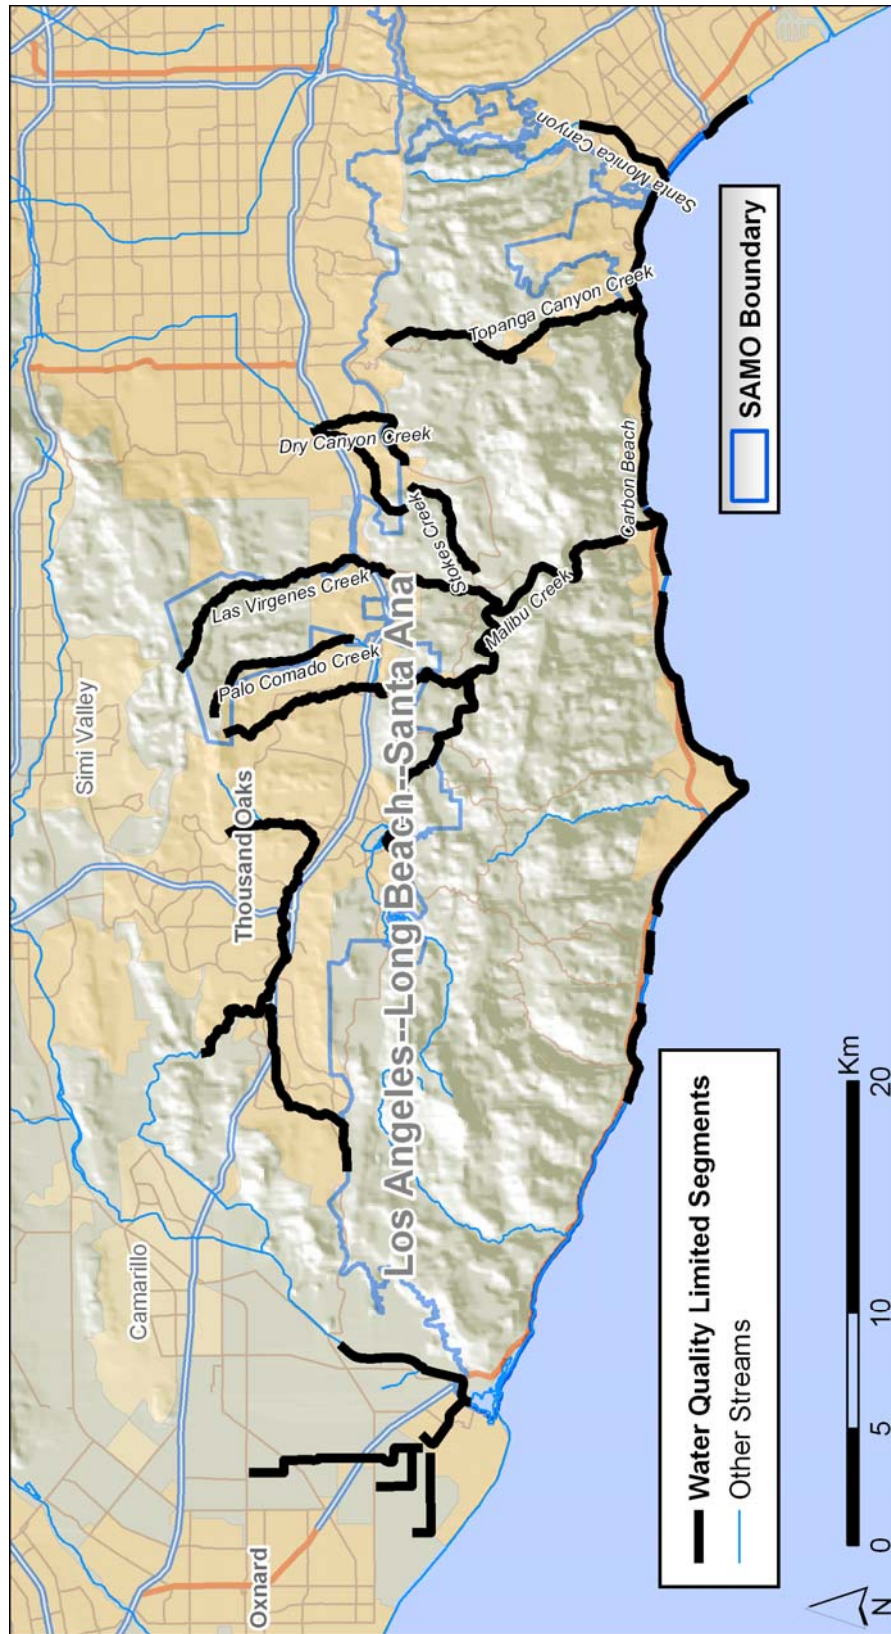 Simi Valley
Thousand Oaks
Camarillo
Oxnard
Los Angeles--Long Beach--Santa Ana
Las Virgenes Creek
Palo Comado Creek
Dry Canyon Creek
Stokes Creek
Malibu Creek
Topanga Canyon Creek
Santa Monica Canyon
Carbon Beach
Water Quality Limited Segments
Other Streams
SAMO Boundary
N
0 5 10 20
Km